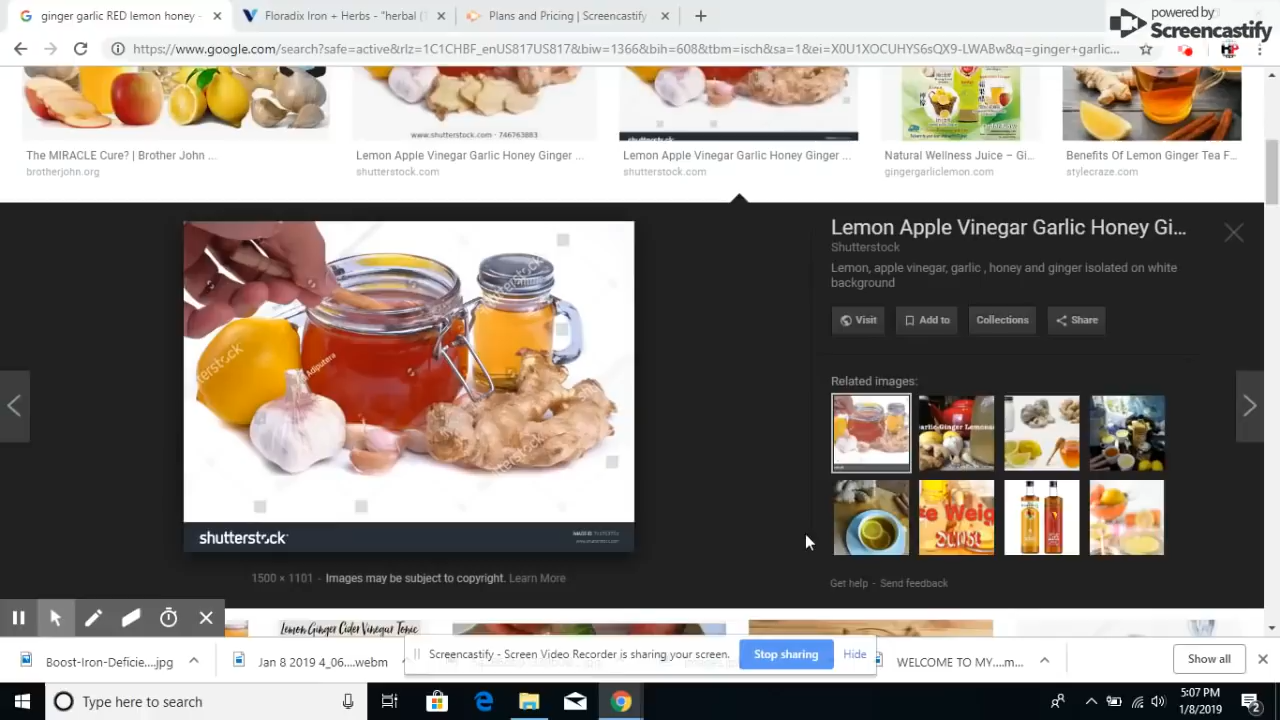 ginger garlic RED lemon honey -
Floradix Iron + Herbs - "herbal (T
Plans and Pricing | Screencastify
powered by
Screencastify
https://www.google.com/search?safe=active&rlz=1C1CHBF_enUS817US817&biw=1366&bih=608&tbm=isch&sa=1&ei=X0U1XOCUHYS6sQX9-LWABw&q=ginger+garlic...
www.shutterstock.com · 746763883
The MIRACLE Cure? | Brother John ...
Lemon Apple Vinegar Garlic Honey Ginger ...
Lemon Apple Vinegar Garlic Honey Ginger ...
Natural Wellness Juice – Gi...
Benefits Of Lemon Ginger Tea F...
brotherjohn.org
shutterstock.com
shutterstock.com
gingergarliclemon.com
stylecraze.com
Lemon Apple Vinegar Garlic Honey Gi...
Shutterstock
Lemon, apple vinegar, garlic , honey and ginger isolated on white
background
Visit
Add to
Collections
Share
Related images:
shutterstock
1500 × 1101 - Images may be subject to copyright. Learn More
Get help - Send feedback
Lemon Ginger Cider Vinegar Tonic
Screencastify - Screen Video Recorder is sharing your screen.
Stop sharing
Hide
Boost-Iron-Deficie....jpg
Jan 8 2019 4_06....webm
WELCOME TO MY....m...
Show all
Type here to search
5:07 PM
1/8/2019
2